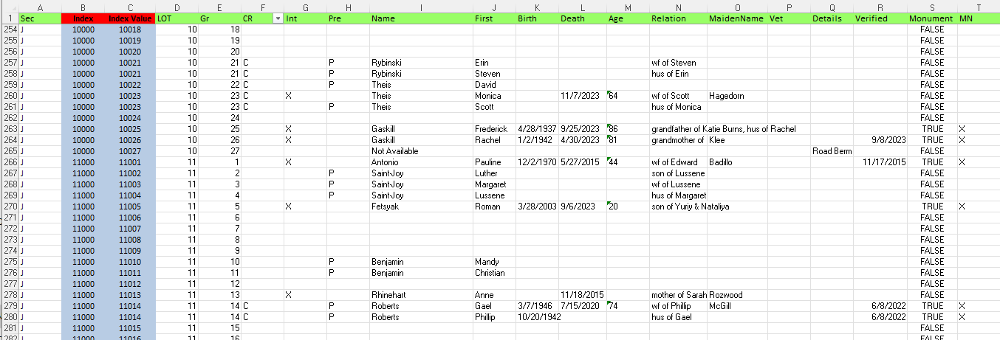 A B C D E F G H I J K L M N O P Q R S T
1 Sec Index Index Value LOT Gr CR Int Pre Name First Birth Death Age Relation MaidenName Vet Details Verified Monument MN
254 J 10000 10018 10 18 FALSE
255 J 10000 10019 10 19 FALSE
256 J 10000 10020 10 20 FALSE
257 J 10000 10021 10 21 C P Rybinski Erin wf of Steven FALSE
258 J 10000 10021 10 21 C P Rybinski Steven hus of Erin FALSE
259 J 10000 10022 10 22 C P Theis David FALSE
260 J 10000 10023 10 23 C X Theis Monica 11/7/2023 64 wf of Scott Hagedorn FALSE
261 J 10000 10023 10 23 C P Theis Scott hus of Monica FALSE
262 J 10000 10024 10 24 FALSE
263 J 10000 10025 10 25 X Gaskill Frederick 4/28/1937 9/25/2023 86 grandfather of Katie Burns, hus of Rachel TRUE X
264 J 10000 10026 10 26 X Gaskill Rachel 1/2/1942 4/30/2023 81 grandmother of Klee 9/8/2023 TRUE X
265 J 10000 10027 10 27 Not Available Road Berm FALSE
266 J 11000 11001 11 1 X Antonio Pauline 12/2/1970 5/27/2015 44 wf of Edward Badillo 11/17/2015 TRUE X
267 J 11000 11002 11 2 P Saint-Joy Luther son of Lussene FALSE
268 J 11000 11003 11 3 P Saint-Joy Margaret wf of Lussene FALSE
269 J 11000 11004 11 4 P Saint-Joy Lussene hus of Margaret FALSE
270 J 11000 11005 11 5 X Fetsyak Roman 3/28/2003 9/6/2023 20 son of Yuriy & Nataliya TRUE X
271 J 11000 11006 11 6 FALSE
272 J 11000 11007 11 7 FALSE
273 J 11000 11008 11 8 FALSE
274 J 11000 11009 11 9 FALSE
275 J 11000 11010 11 10 P Benjamin Mandy FALSE
276 J 11000 11011 11 11 P Benjamin Christian FALSE
277 J 11000 11012 11 12 FALSE
278 J 11000 11013 11 13 X Rhinehart Anne 11/18/2015 mother of Sarah Rozwood FALSE
279 J 11000 11014 11 14 C P Roberts Gael 3/7/1946 7/15/2020 74 wf of Phillip McGill 6/8/2022 TRUE X
280 J 11000 11014 11 14 C P Roberts Phillip 10/20/1942 hus of Gael 6/8/2022 TRUE X
281 J 11000 11015 11 15 FALSE
282 J 11000 11016 11 16 FALSE